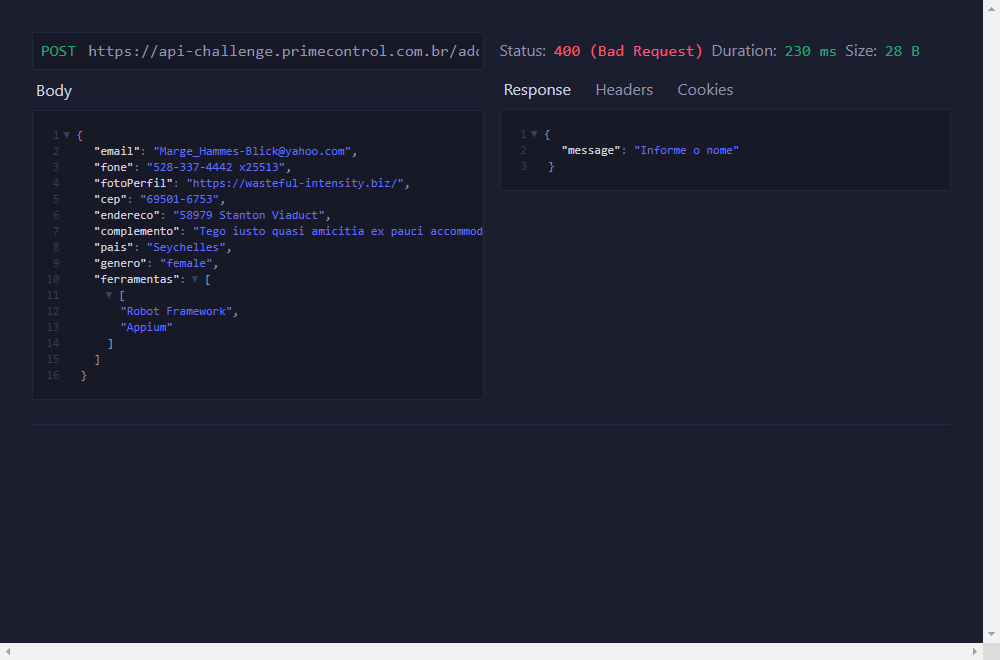 POST https://api-challenge.primecontrol.com.br/add
Status: 400 (Bad Request) Duration: 230 ms Size: 28 B
Body
1 {
2 "email": "Marge_Hammes-Blick@yahoo.com",
3 "fone": "528-337-4442 x25513",
4 "fotoPerfil": "https://wasteful-intensity.biz/",
5 "cep": "69501-6753",
6 "endereco": "58979 Stanton Viaduct",
7 "complemento": "Tego iusto quasi amicitia ex pauci accommod
8 "pais": "Seychelles",
9 "genero": "female",
10 "ferramentas": [
11 [
12 "Robot Framework",
13 "Appium"
14 ]
15 ]
16 }
Response Headers Cookies
1 {
2 "message": "Informe o nome"
3 }